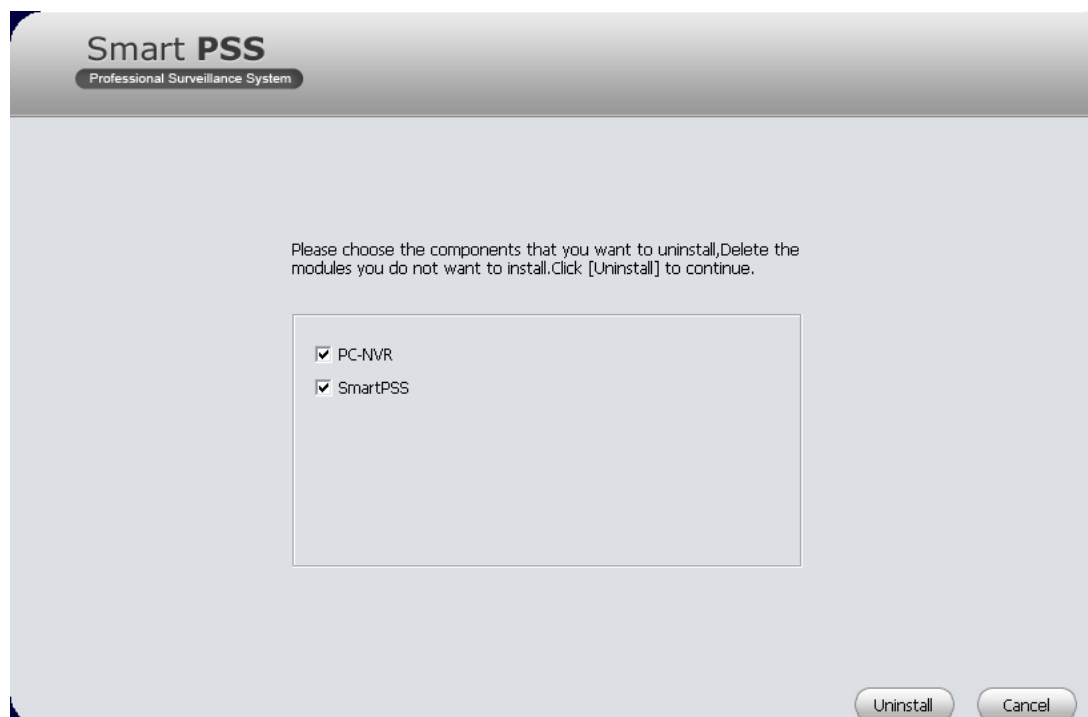 Smart PSS
Professional Surveillance System
Please choose the components that you want to uninstall,Delete the
modules you do not want to install.Click [Uninstall] to continue.
PC-NVR
SmartPSS
Uninstall
Cancel